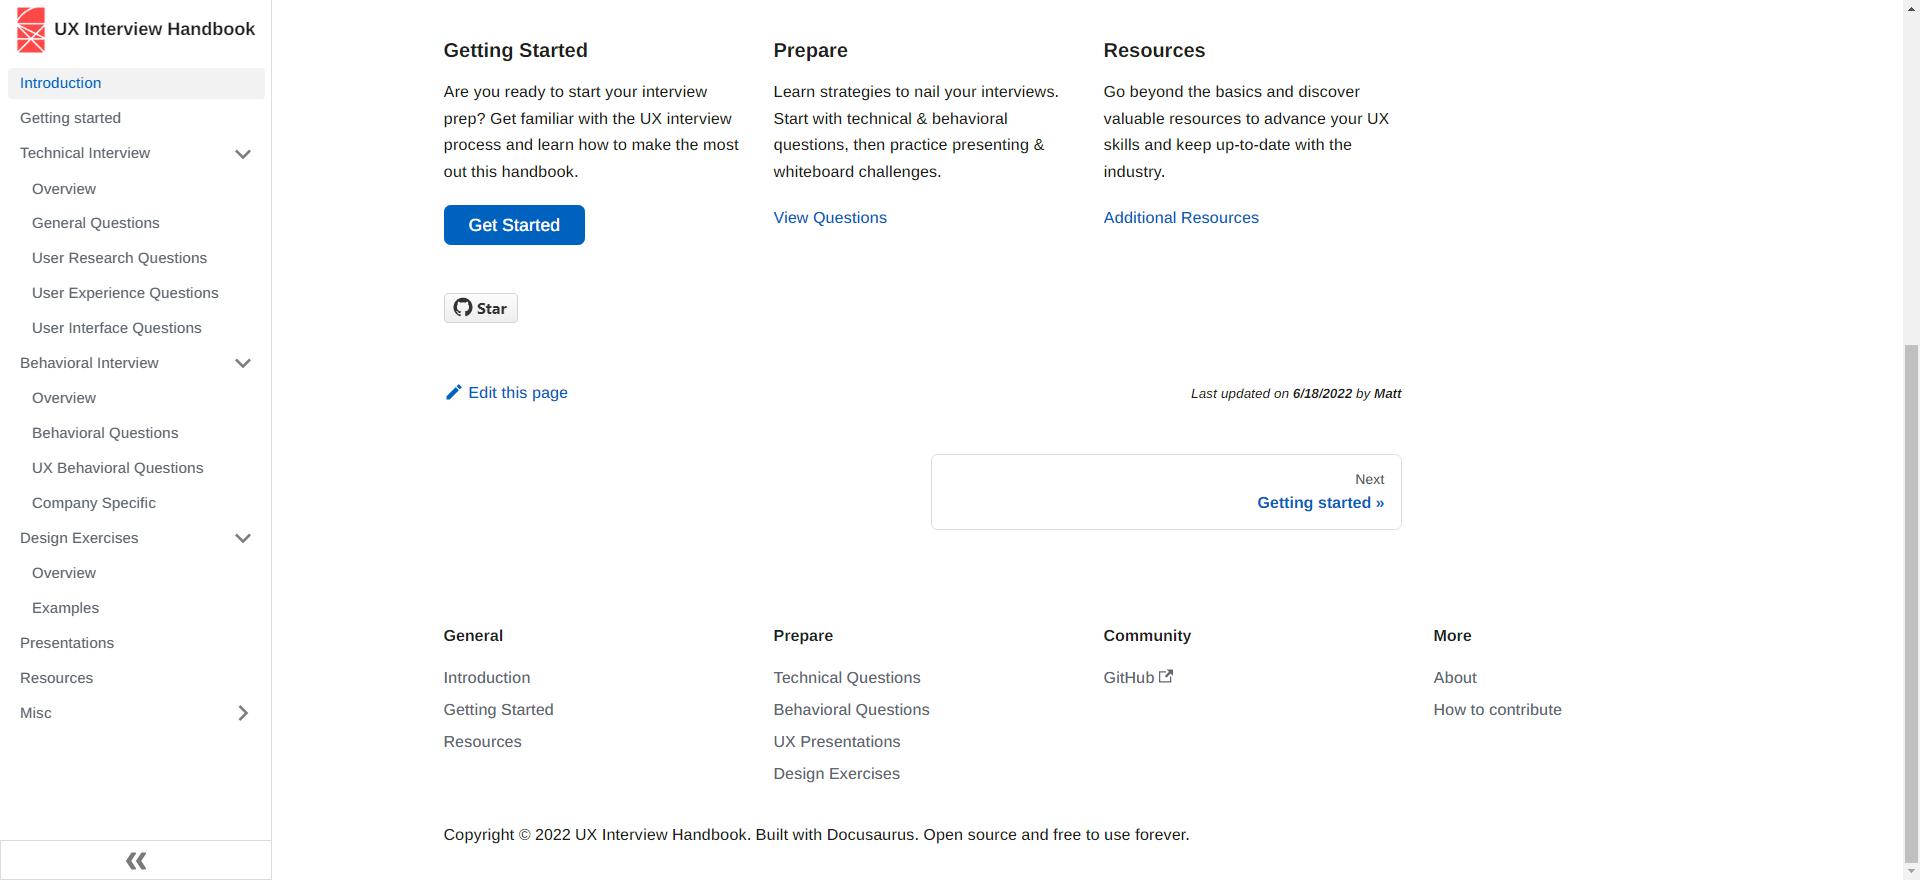 UX Interview Handbook
Introduction
Getting started
Technical Interview
Overview
General Questions
User Research Questions
User Experience Questions
User Interface Questions
Behavioral Interview
Overview
Behavioral Questions
UX Behavioral Questions
Company Specific
Design Exercises
Overview
Examples
Presentations
Resources
Misc
Getting Started
Are you ready to start your interview
prep? Get familiar with the UX interview
process and learn how to make the most
out this handbook.
Get Started
Prepare
Learn strategies to nail your interviews.
Start with technical & behavioral
questions, then practice presenting &
whiteboard challenges.
View Questions
Resources
Go beyond the basics and discover
valuable resources to advance your UX
skills and keep up-to-date with the
industry.
Additional Resources
Star
Edit this page
Last updated on 6/18/2022 by Matt
Next
Getting started »
General
Introduction
Getting Started
Resources
Prepare
Technical Questions
Behavioral Questions
UX Presentations
Design Exercises
Community
GitHub
More
About
How to contribute
Copyright © 2022 UX Interview Handbook. Built with Docusaurus. Open source and free to use forever.